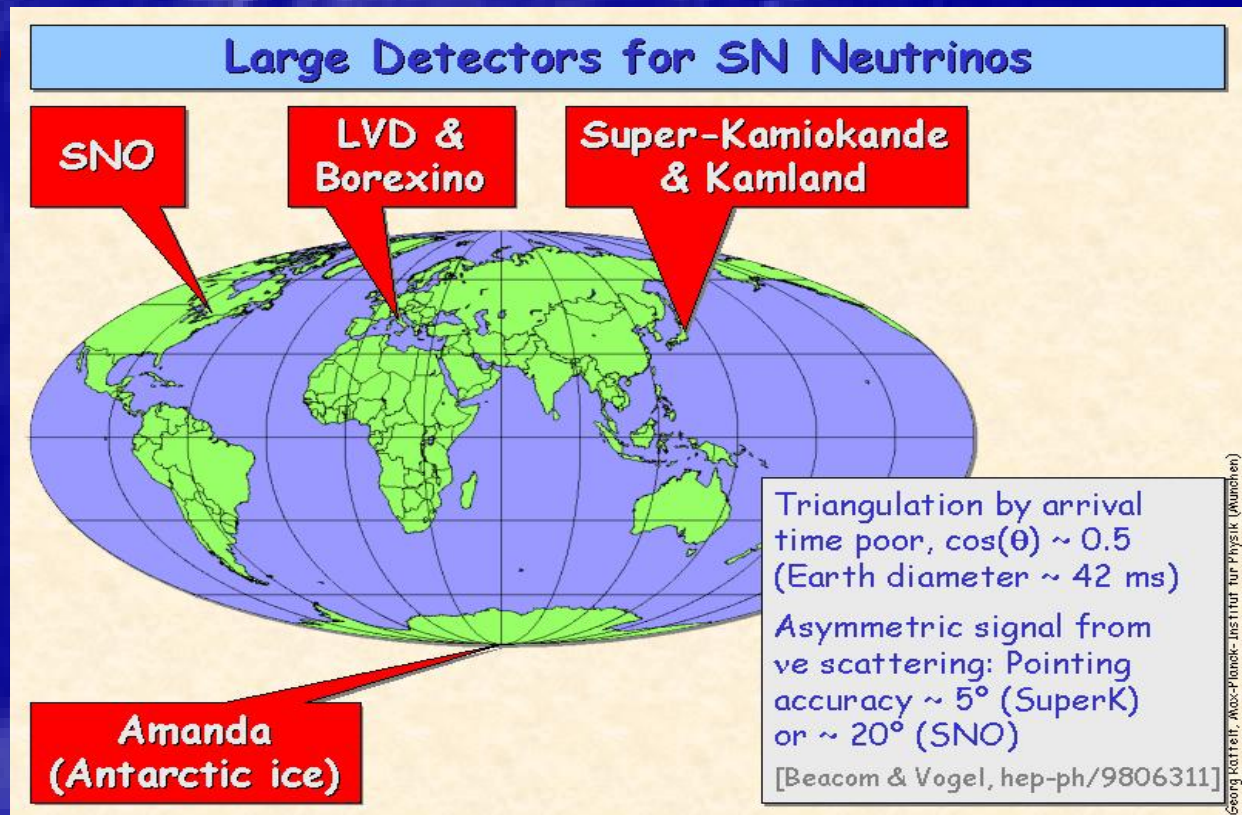 Large Detectors for SN Neutrinos
SNO
LVD &
Borexino
Super-Kamiokande
& Kamland
Amanda
(Antarctic ice)
Triangulation by arrival
time poor, cos(θ) ~ 0.5
(Earth diameter ~ 42 ms)
Asymmetric signal from
νe scattering: Pointing
accuracy ~ 5° (SuperK)
or ~ 20° (SNO)
[Beacom & Vogel, hep-ph/9806311]
Georg Raffelt, Max-Planck-Institut für Physik (München)